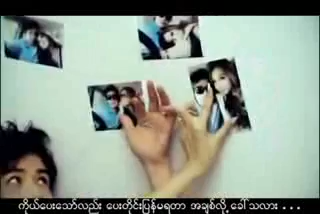 ကိုယ်ပေးသော်လည်း ပေးတိုင်းပြန်မရတာ အချစ်လို့ ခေါ်သလား . . .